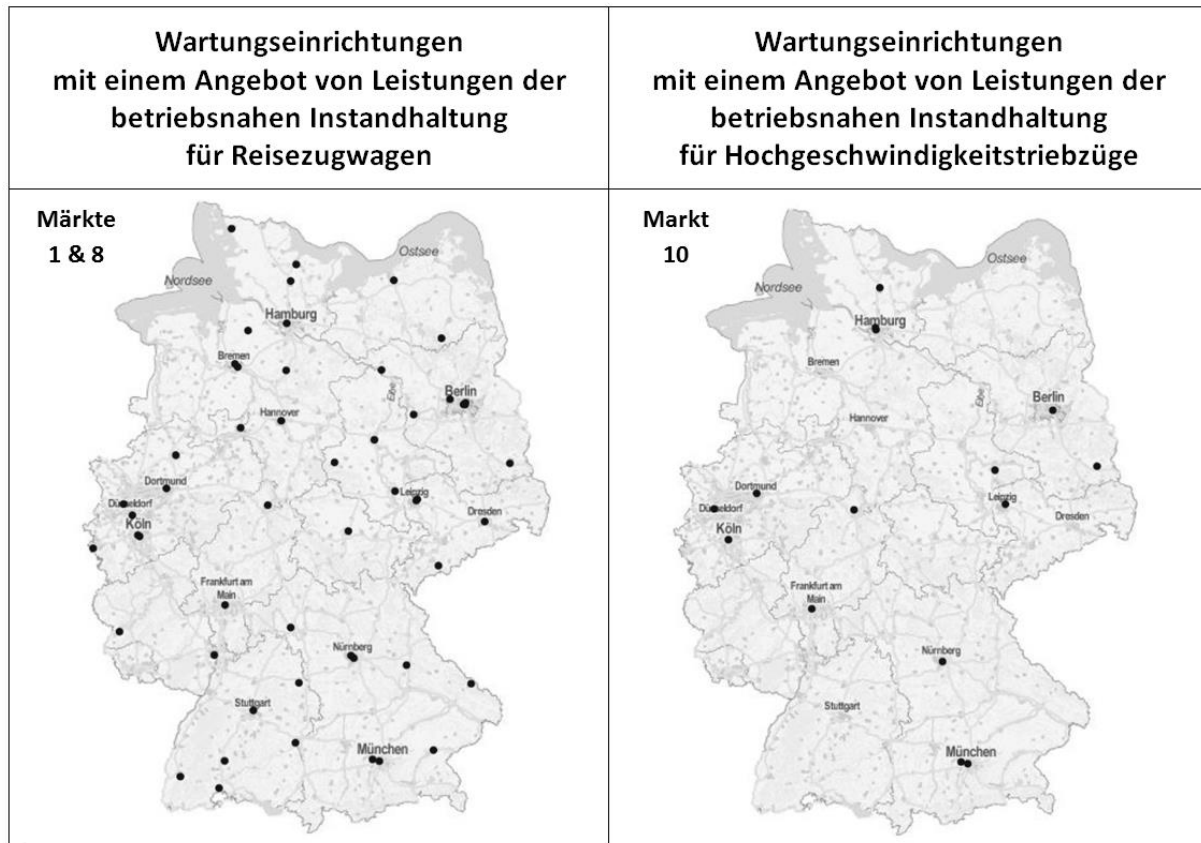 Wartungseinrichtungen
mit einem Angebot von Leistungen der
betriebsnahen Instandhaltung
für Reisezugwagen
Wartungseinrichtungen
mit einem Angebot von Leistungen der
betriebsnahen Instandhaltung
für Hochgeschwindigkeitstriebzüge
Märkte
1 & 8
Nordsee
Ostsee
Hamburg
Bremen
Elbe
Berlin
Hannover
Dortmund
Düsseldorf
Leipzig
Köln
Dresden
Frankfurt am
Main
Nürnberg
Stuttgart
München
Markt
10
Nordsee
Ostsee
Hamburg
Bremen
Elbe
Berlin
Hannover
Dortmund
Düsseldorf
Leipzig
Köln
Dresden
Frankfurt am
Main
Nürnberg
Stuttgart
München